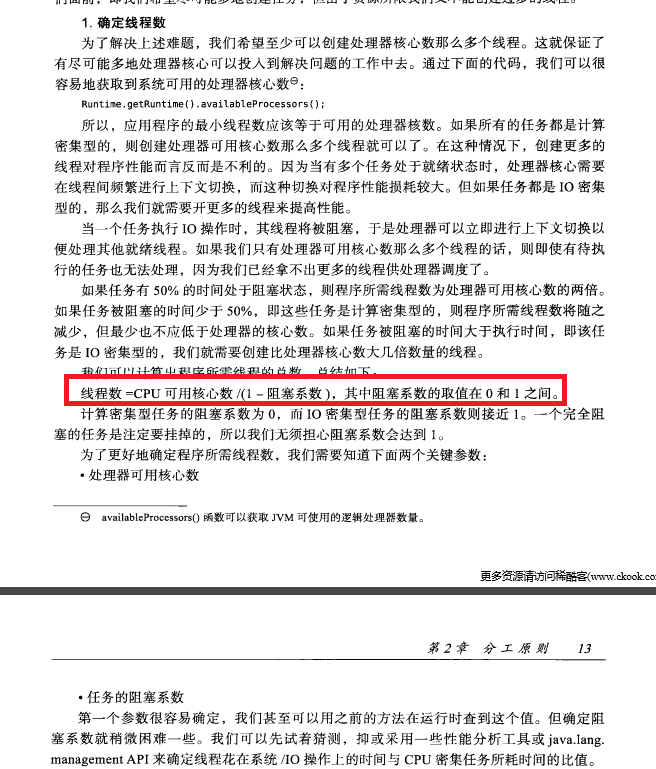 1. 确定线程数
为了解决上述难题，我们希望至少可以创建处理器核心数那么多个线程。这就保证了
有尽可能多地处理器核心可以投入到解决问题的工作中去。通过下面的代码，我们可以很
容易地获取到系统可用的处理器核心数㊀：
Runtime.getRuntime().availableProcessors();
所以，应用程序的最小线程数应该等于可用的处理器核数。如果所有的任务都是计算
密集型的，则创建处理器可用核心数那么多个线程就可以了。在这种情况下，创建更多的
线程对程序性能而言反而是不利的。因为当有多个任务处于就绪状态时，处理器核心需要
在线程间频繁进行上下文切换，而这种切换对程序性能损耗较大。但如果任务都是 IO 密集
型的，那么我们就需要开更多的线程来提高性能。
当一个任务执行 IO 操作时，其线程将被阻塞，于是处理器可以立即进行上下文切换以
便处理其他就绪线程。如果我们只有处理器可用核心数那么多个线程的话，则即使有待执
行的任务也无法处理，因为我们已经拿不出更多的线程供处理器调度了。
如果任务有 50% 的时间处于阻塞状态，则程序所需线程数为处理器可用核心数的两倍。
如果任务被阻塞的时间少于 50%，即这些任务是计算密集型的，则程序所需线程数将随之
减少，但最少也不应低于处理器的核心数。如果任务被阻塞的时间大于执行时间，即该任
务是 IO 密集型的，我们就需要创建比处理器核心数大几倍数量的线程。
我们可以计算出程序所需线程的总数，总结如下：
线程数 =CPU 可用核心数 /(1 – 阻塞系数 )，其中阻塞系数的取值在 0 和 1 之间。
计算密集型任务的阻塞系数为 0，而 IO 密集型任务的阻塞系数则接近 1。一个完全阻
塞的任务是注定要挂掉的，所以我们无须担心阻塞系数会达到 1。
为了更好地确定程序所需线程数，我们需要知道下面两个关键参数：
• 处理器可用核心数
㊀ availableProcessors() 函数可以获取 JVM 可使用的逻辑处理器数量。
更多资源请访问稀酷客(www.ckook.co
第 2 章 分 工 原 则 13
• 任务的阻塞系数
第一个参数很容易确定，我们甚至可以用之前的方法在运行时查到这个值。但确定阻
塞系数就稍微困难一些。我们可以先试着猜测，抑或采用一些性能分析工具或 java.lang.
management API 来确定线程花在系统 /IO 操作上的时间与 CPU 密集任务所耗时间的比值。